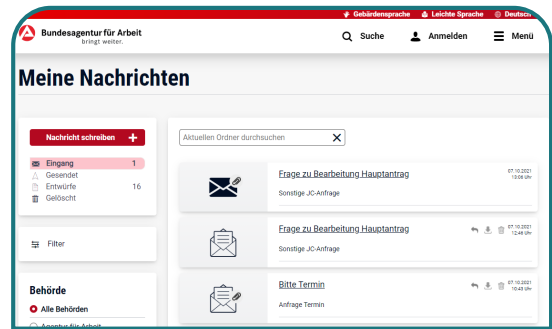 Gebärdensprache Leichte Sprache Deutsch
Bundesagentur für Arbeit
bringt weiter.
Suche Anmelden Menü
Meine Nachrichten
Nachricht schreiben +
Eingang 1
Gesendet
Entwürfe 16
Gelöscht
Filter
Behörde
Alle Behörden
Agentur für Arbeit
Aktuellen Ordner durchsuchen
Frage zu Bearbeitung Hauptantrag
07.10.2021
13:06 Uhr
Sonstige JC-Anfrage
Frage zu Bearbeitung Hauptantrag
07.10.2021
12:46 Uhr
Sonstige JC-Anfrage
Bitte Termin
07.10.2021
10:43 Uhr
Anfrage Termin